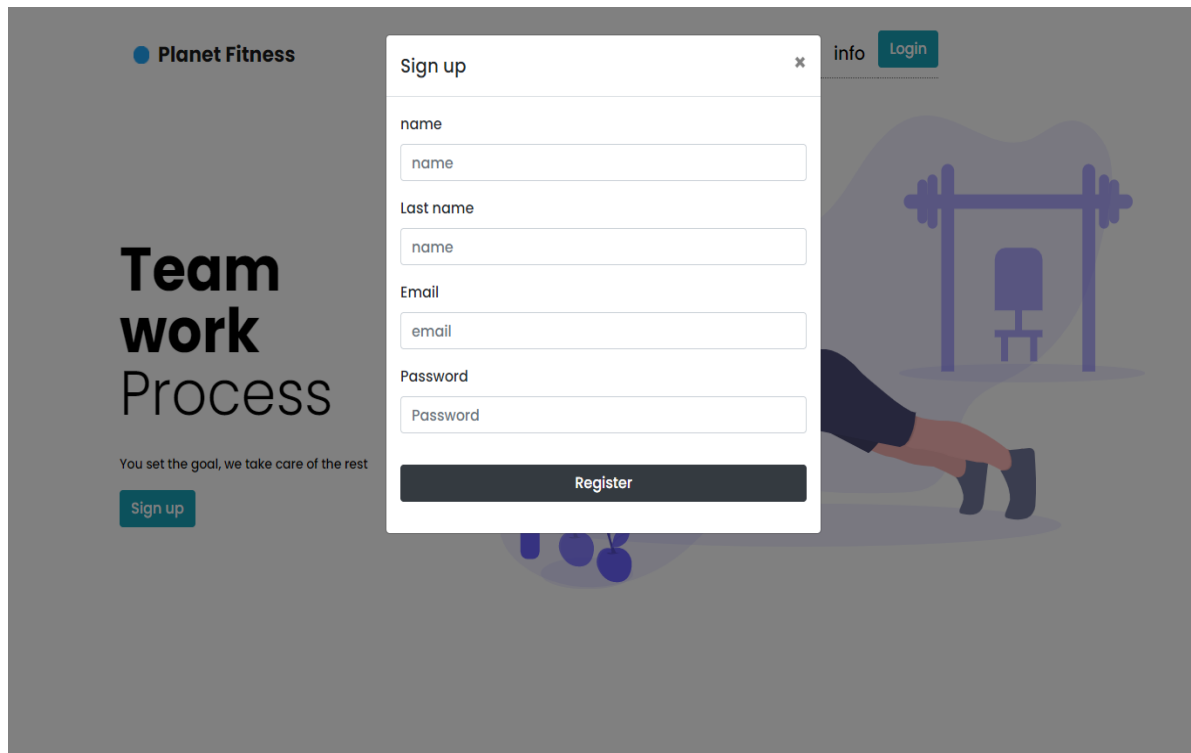 Planet Fitness
info
Login
Sign up
×
name
name
Last name
name
Email
email
Password
Password
Register
Team
work
Process
You set the goal, we take care of the rest
Sign up